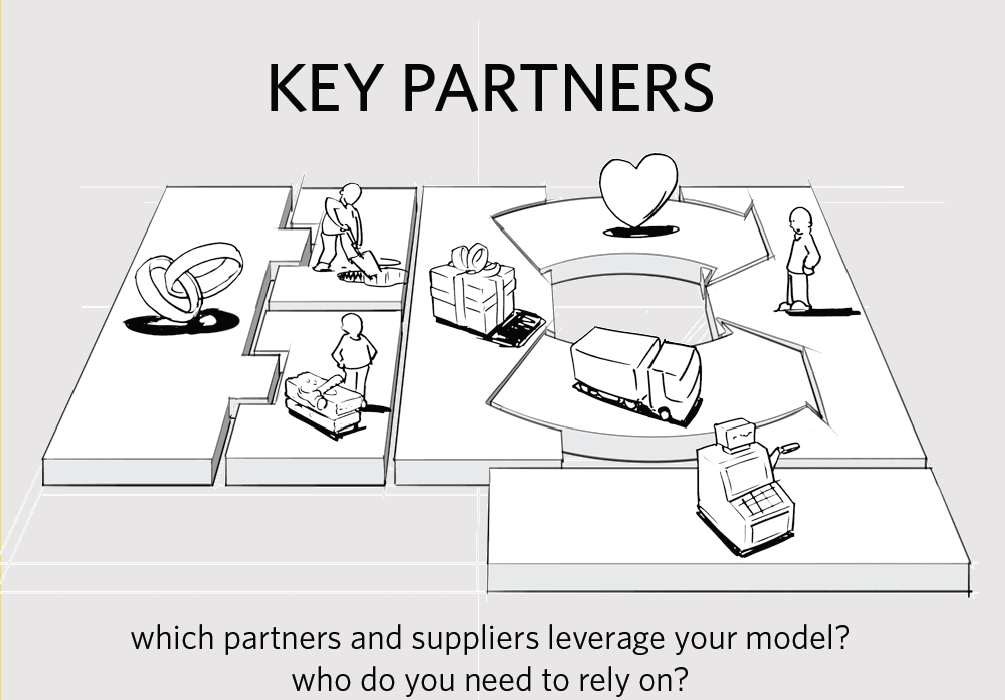 KEY PARTNERS
which partners and suppliers leverage your model?
who do you need to rely on?